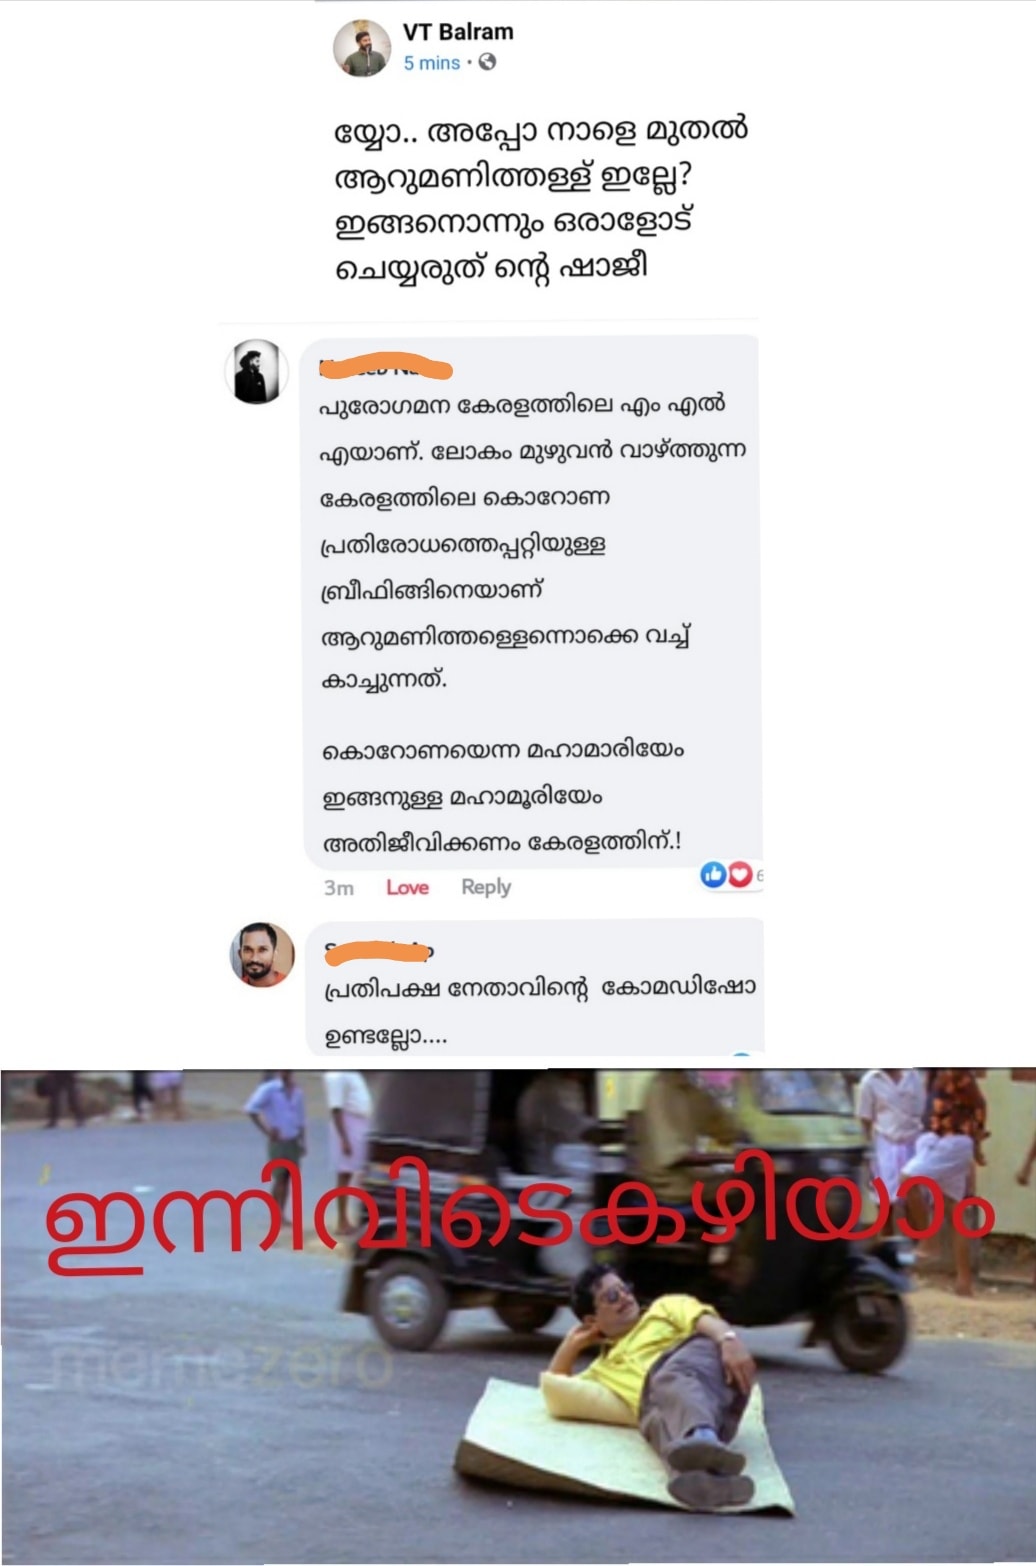 VT Balram
5 mins
യ്യോ.. അപ്പോ നാളെ മുതൽ
ആറുമണിത്തള്ള് ഇല്ലേ?
ഇങ്ങനൊന്നും ഒരാളോട്
ചെയ്യരുത് ന്റെ ഷാജീ
പുരോഗമന കേരളത്തിലെ എം എൽ
എയാണ്. ലോകം മുഴുവൻ വാഴ്ത്തുന്ന
കേരളത്തിലെ കൊറോണ
പ്രതിരോധത്തെപ്പറ്റിയുള്ള
ബ്രീഫിങ്ങിനെയാണ്
ആറുമണിത്തള്ളെന്നൊക്കെ വച്ച്
കാച്ചുന്നത്.
കൊറോണയെന്ന മഹാമാരിയേം
ഇങ്ങനുള്ള മഹാമൂരിയേം
അതിജീവിക്കണം കേരളത്തിന്.!
3m Love Reply 6
പ്രതിപക്ഷ നേതാവിന്റെ കോമഡിഷോ
ഉണ്ടല്ലോ....
ഇന്നിവിടെകഴിയാം
memezero